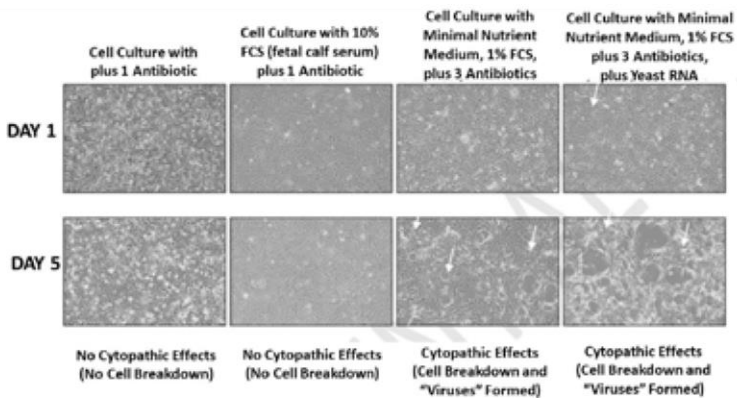 Cell Culture with
plus 1 Antibiotic
Cell Culture with 10%
FCS (fetal calf serum)
plus 1 Antibiotic
Cell Culture with
Minimal Nutrient
Medium, 1% FCS,
plus 3 Antibiotics
Cell Culture with Minimal
Nutrient Medium, 1% FCS
plus 3 Antibiotics,
plus Yeast RNA
DAY 1
DAY 5
No Cytopathic Effects
(No Cell Breakdown)
No Cytopathic Effects
(No Cell Breakdown)
Cytopathic Effects
(Cell Breakdown and
"Viruses" Formed)
Cytopathic Effects
(Cell Breakdown and
"Viruses" Formed)